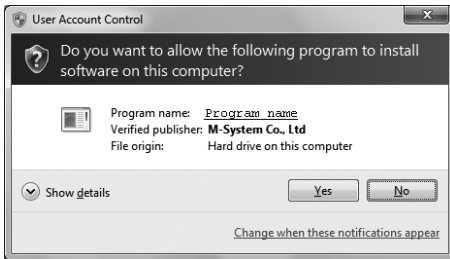 User Account Control
Do you want to allow the following program to install
software on this computer?
Program name: Program name
Verified publisher: M-System Co., Ltd
File origin: Hard drive on this computer
Show details
Yes
No
Change when these notifications appear